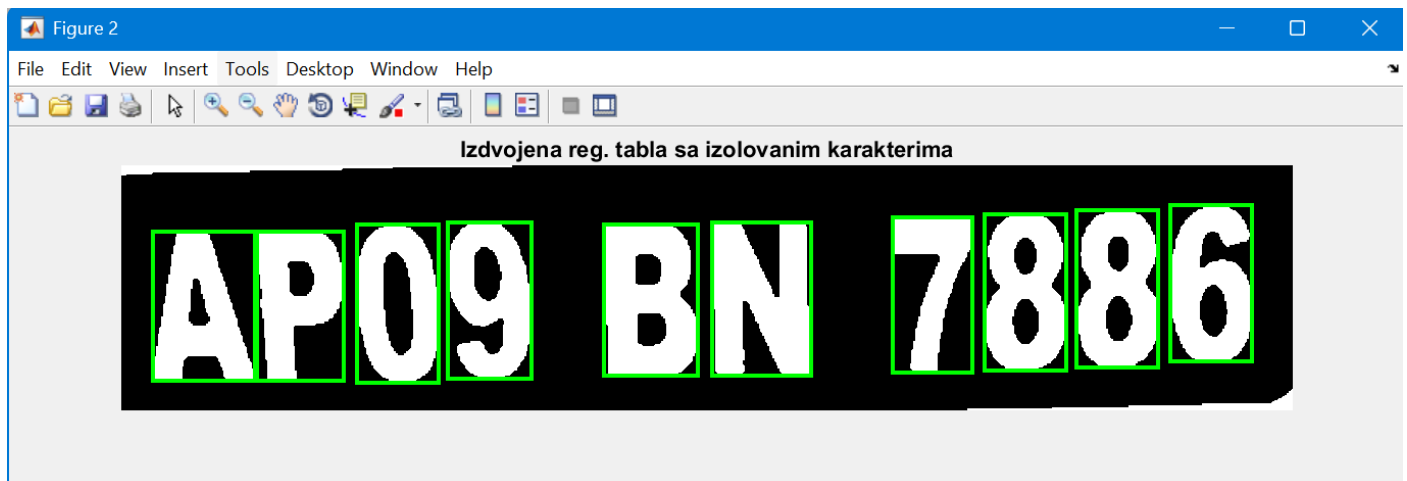 Figure 2
File Edit View Insert Tools Desktop Window Help
Izdvojena reg. tabla sa izolovanim karakterima
AP09 BN 7886